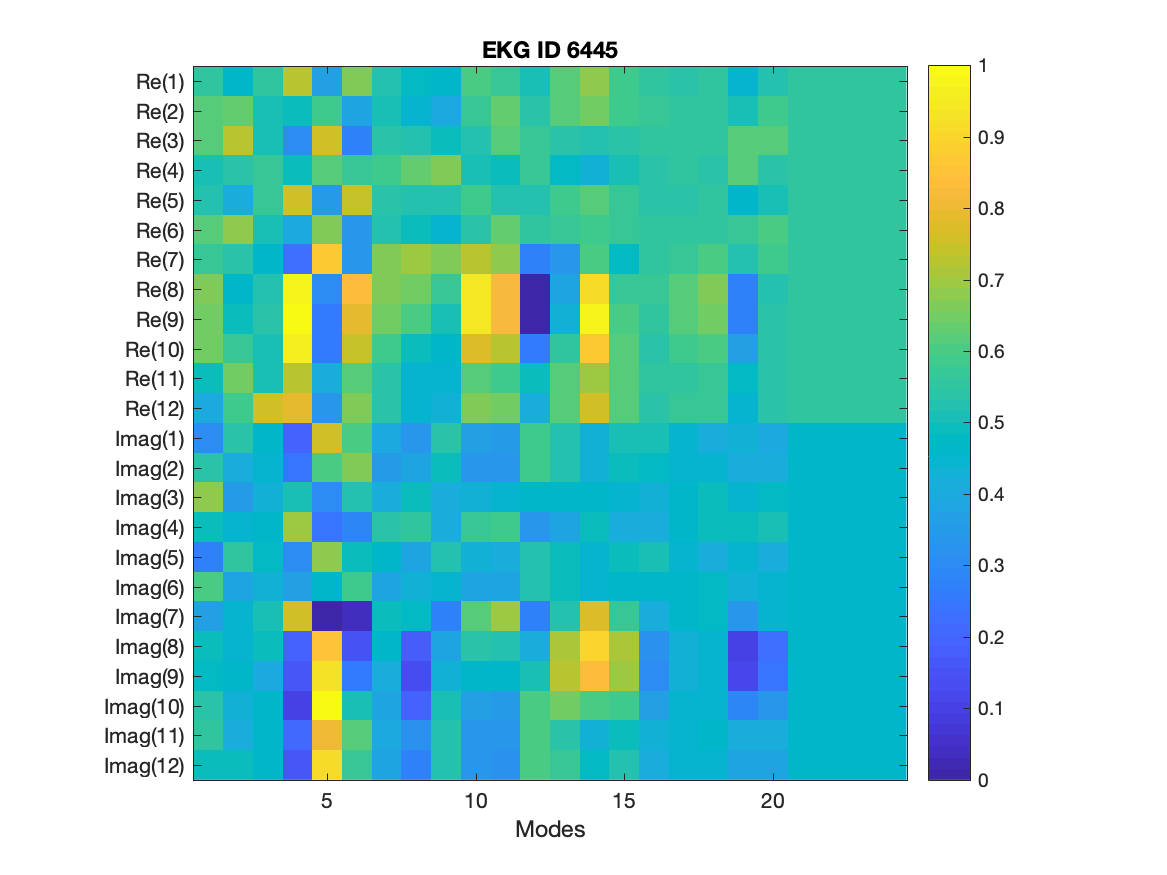 EKG ID 6445
Re(1)
Re(2)
Re(3)
Re(4)
Re(5)
Re(6)
Re(7)
Re(8)
Re(9)
Re(10)
Re(11)
Re(12)
Imag(1)
Imag(2)
Imag(3)
Imag(4)
Imag(5)
Imag(6)
Imag(7)
Imag(8)
Imag(9)
Imag(10)
Imag(11)
Imag(12)
5 10 15 20
Modes
1
0.9
0.8
0.7
0.6
0.5
0.4
0.3
0.2
0.1
0